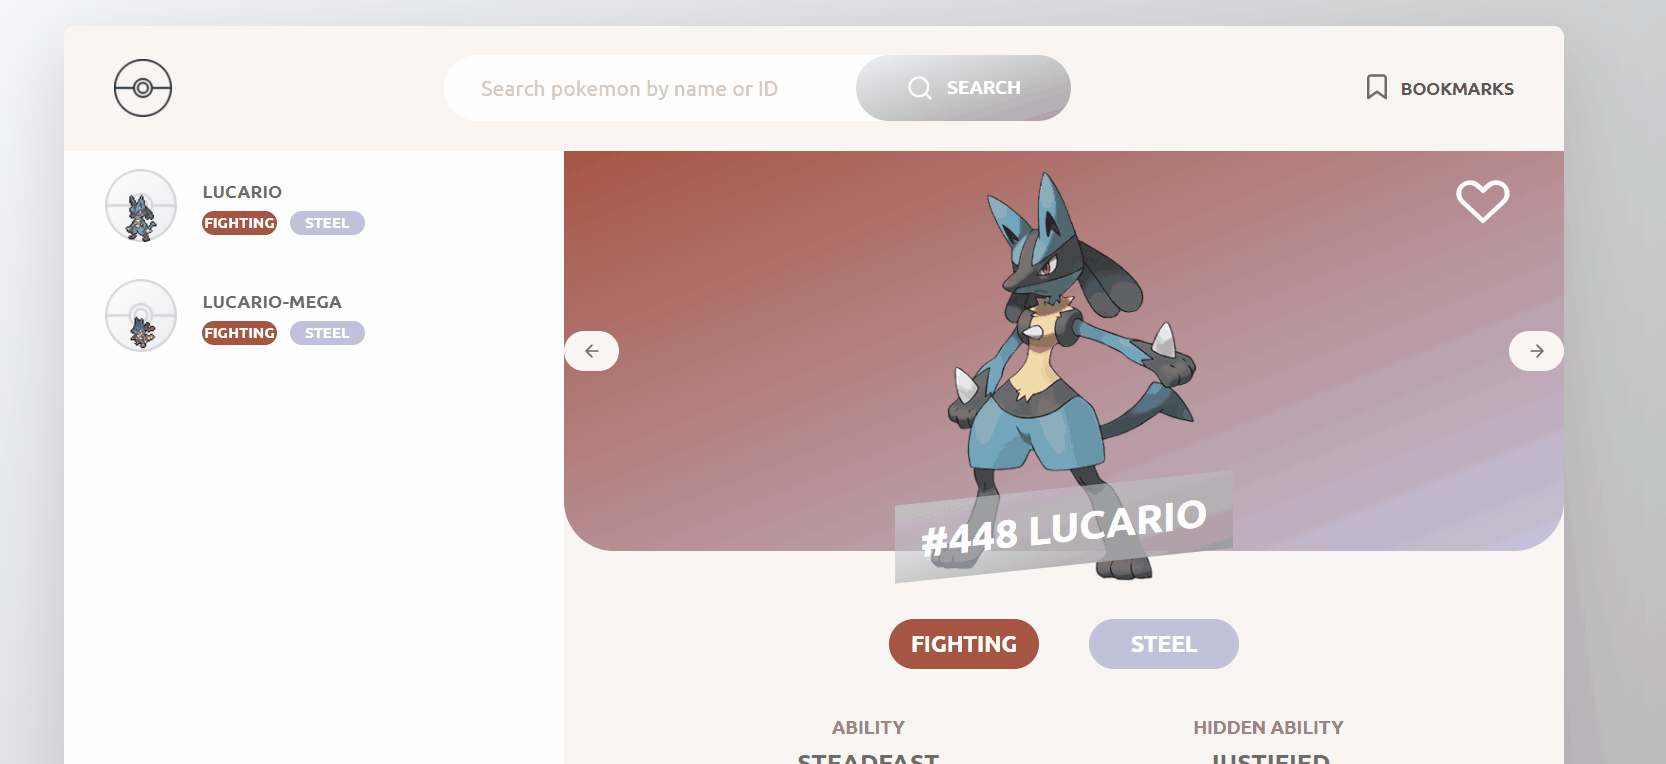 Search pokemon by name or ID
SEARCH
BOOKMARKS
LUCARIO
FIGHTING STEEL
LUCARIO-MEGA
FIGHTING STEEL
#448 LUCARIO
FIGHTING
STEEL
ABILITY
STEADFAST
HIDDEN ABILITY
JUSTIFIED